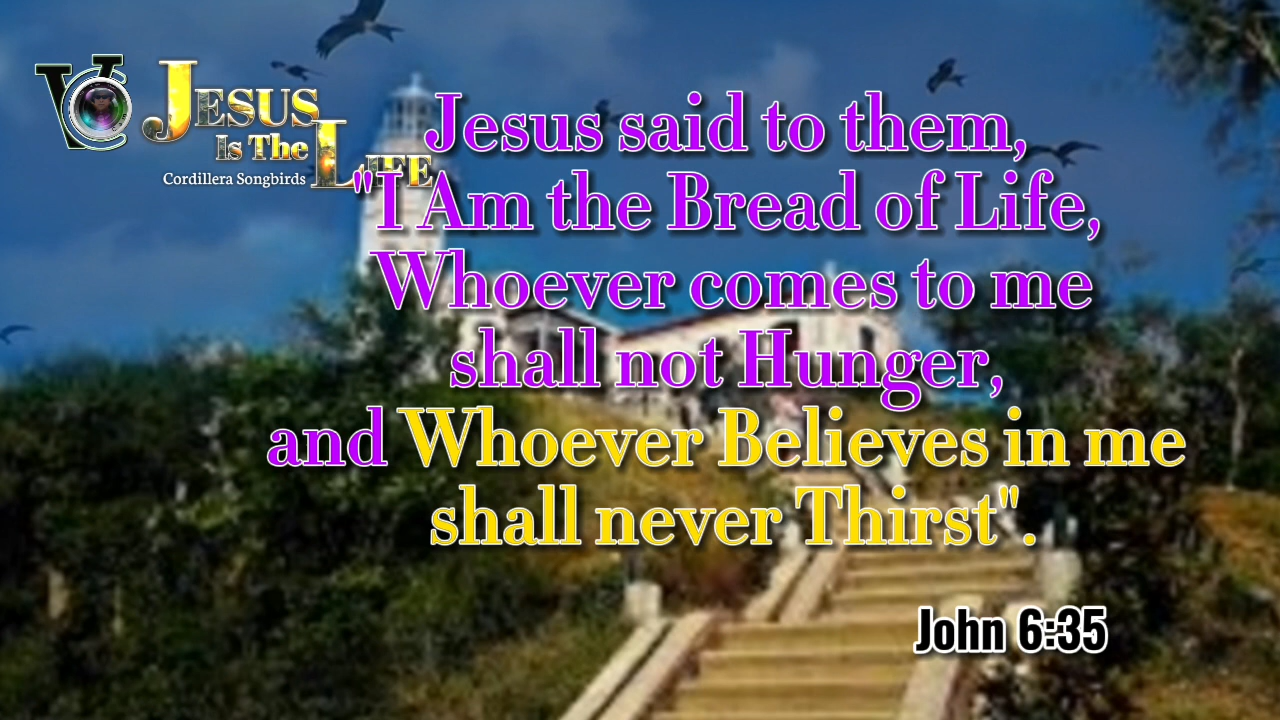 VC
JESUS
Is The
LIFE
Cordillera Songbirds
Jesus said to them,
"I Am the Bread of Life,
Whoever comes to me
shall not Hunger,
and Whoever Believes in me
shall never Thirst".
John 6:35